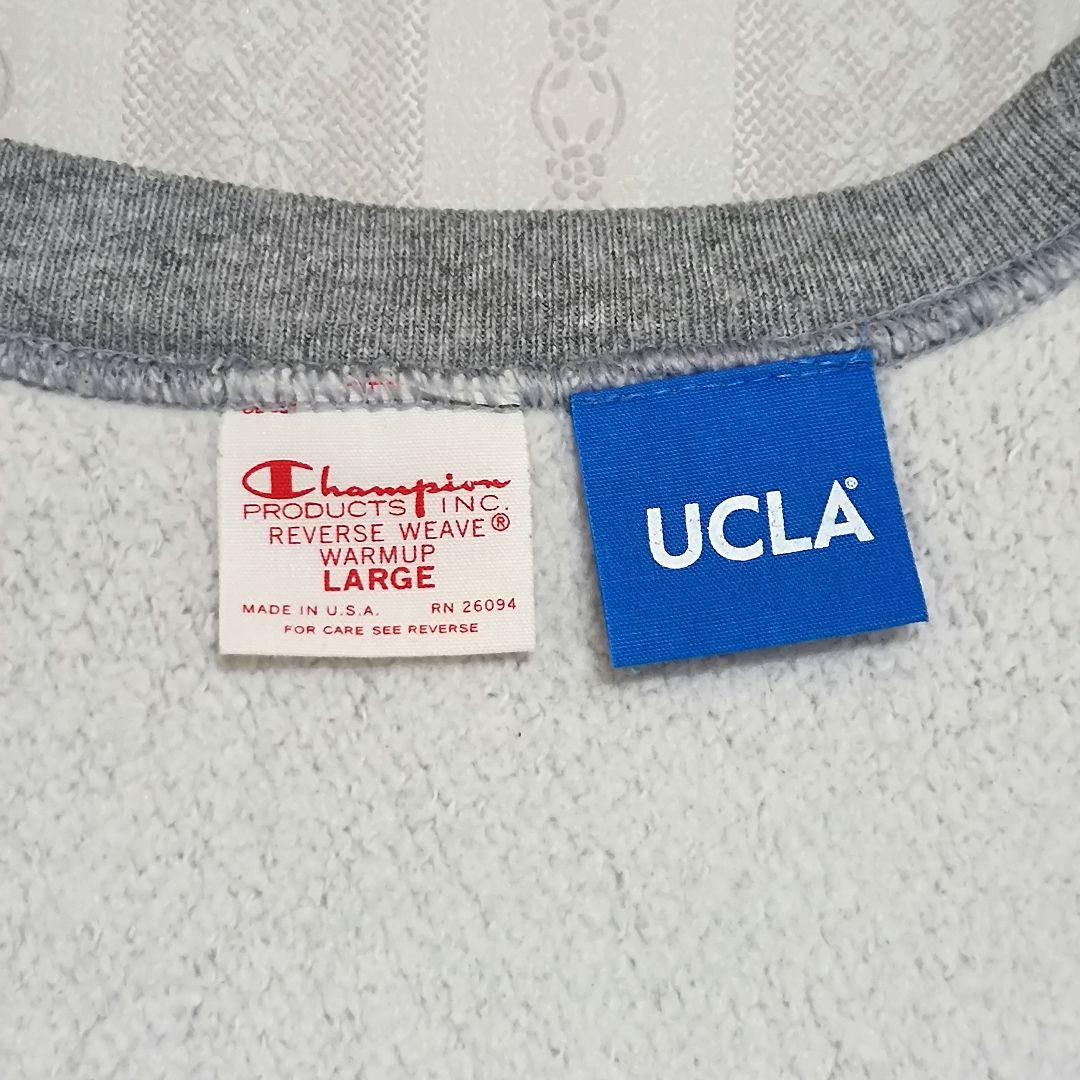 Champion
PRODUCTS INC.
REVERSE WEAVE®
WARMUP
LARGE
MADE IN U.S.A. RN 26094
FOR CARE SEE REVERSE
UCLA®